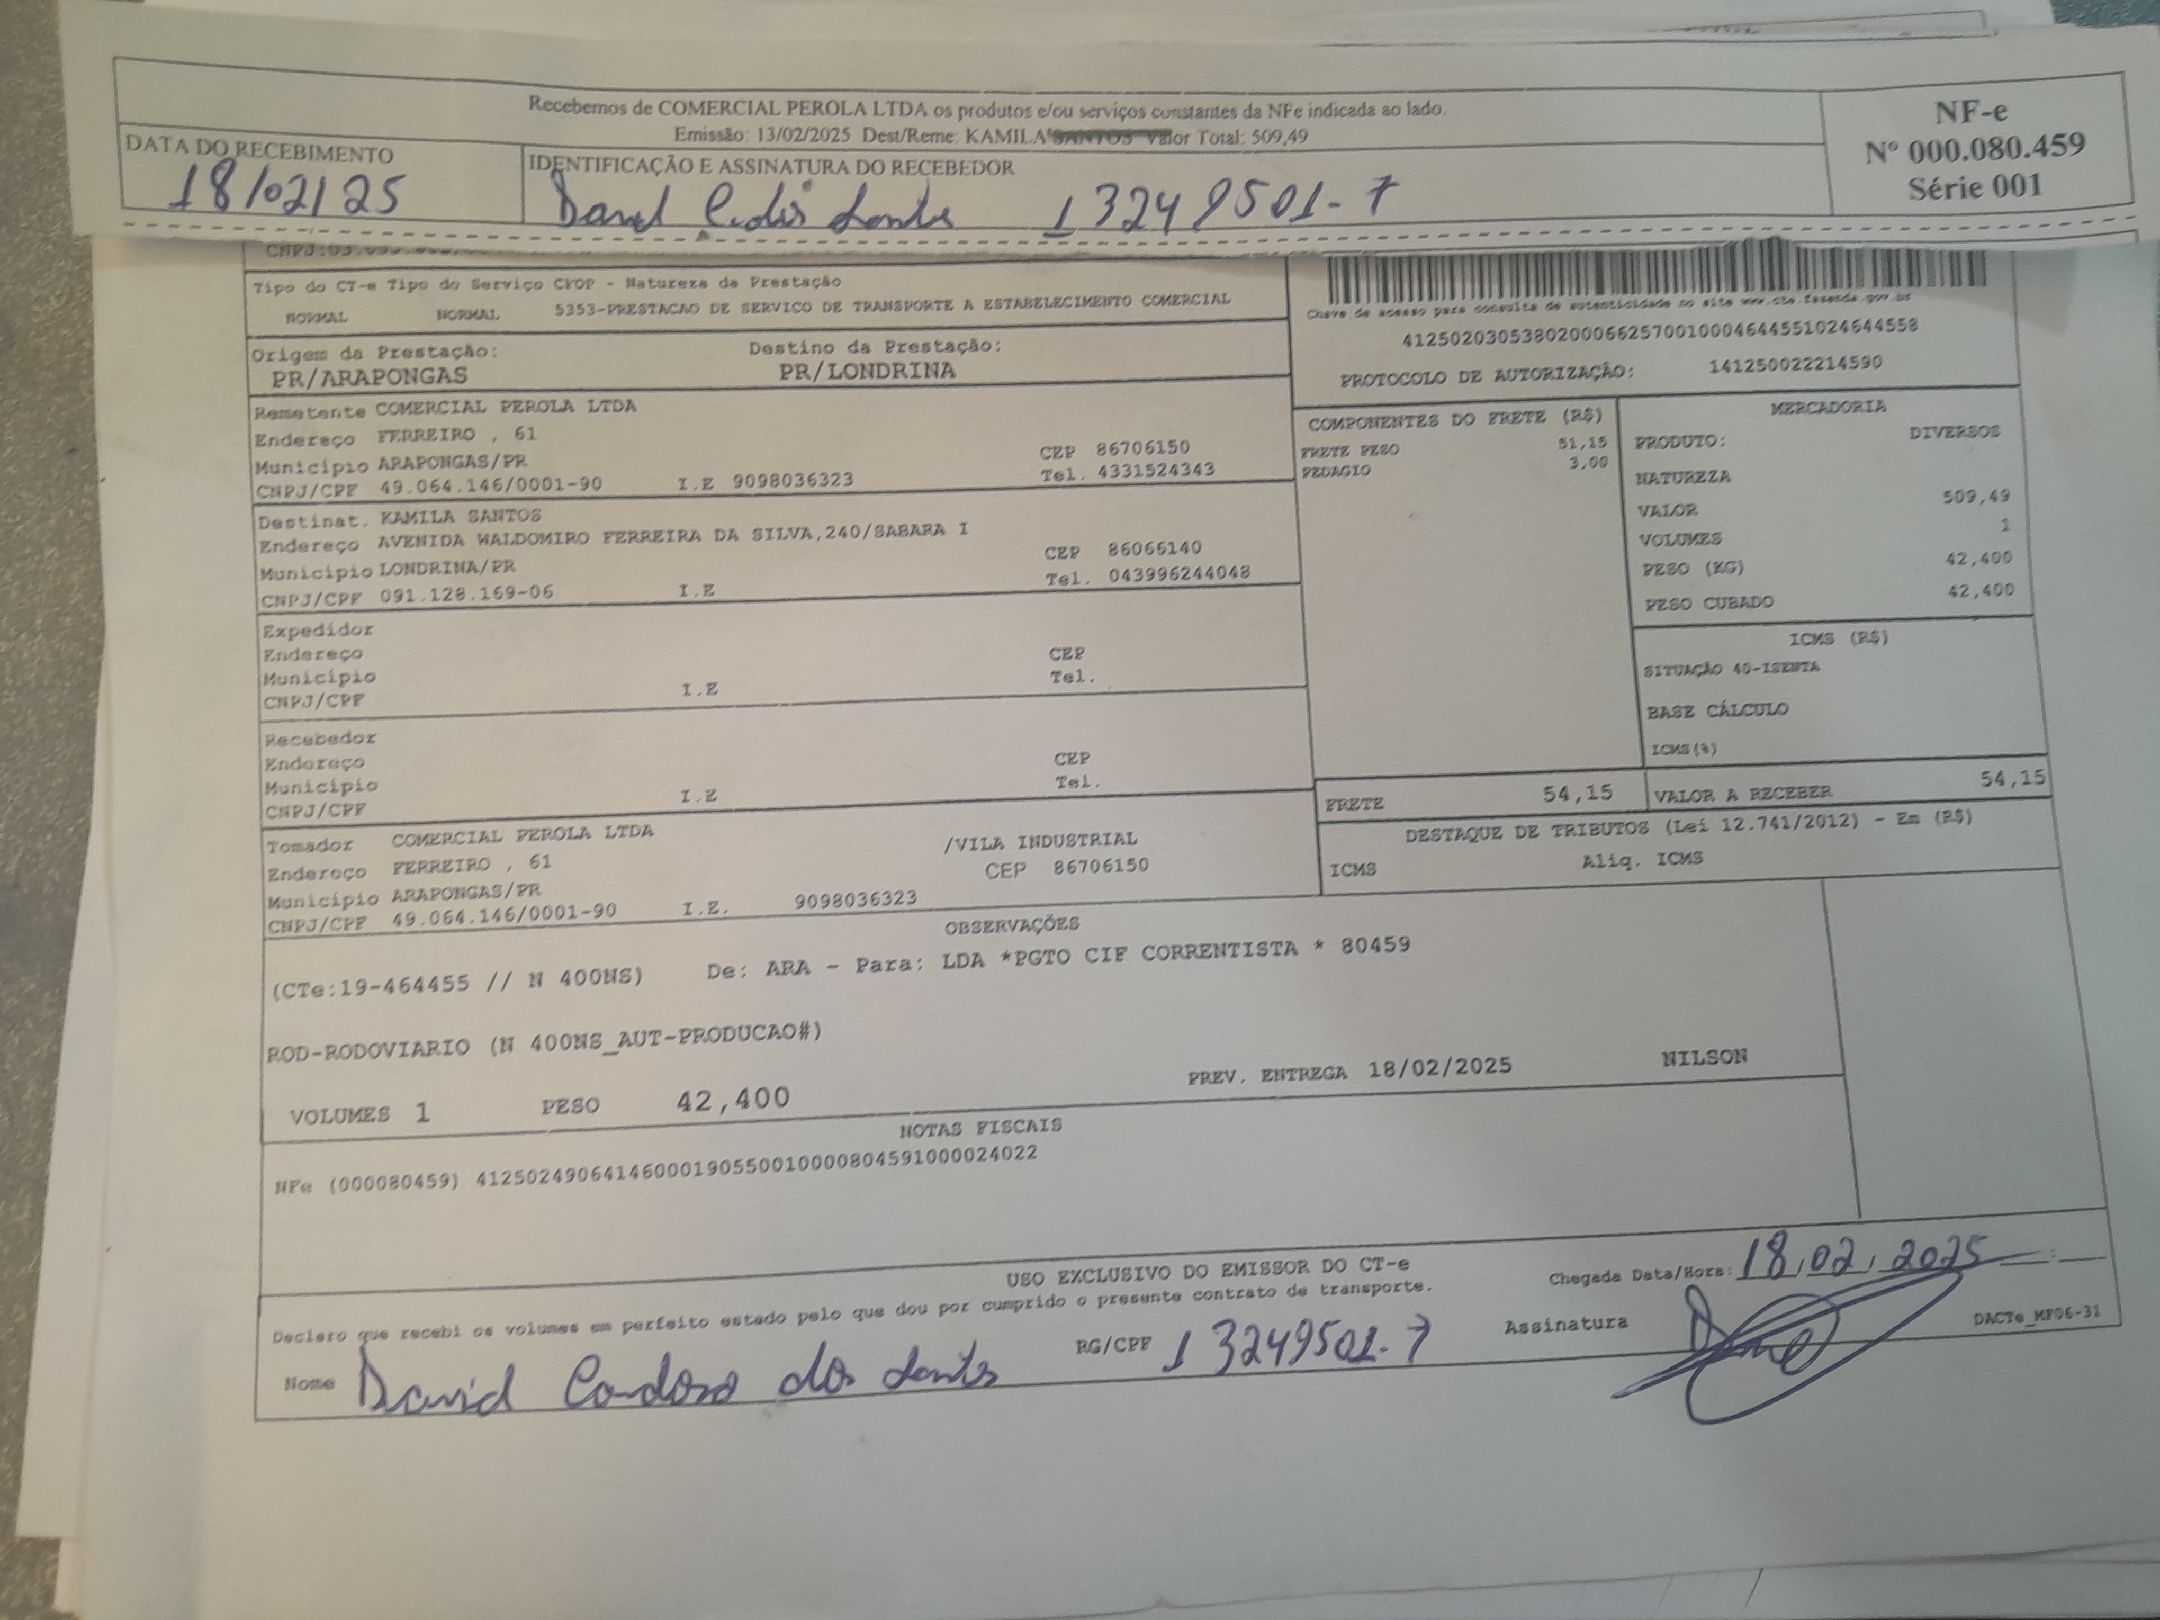 Recebemos de COMERCIAL PEROLA LTDA os produtos e/ou serviços constantes da NFe indicada ao lado.
Emissão: 13/02/2025 Dest/Reme: KAMILA SANTOS Valor Total: 509,49
NF-e
Nº 000.080.459
Série 001
DATA DO RECEBIMENTO
18/02/25
IDENTIFICAÇÃO E ASSINATURA DO RECEBEDOR
13249501-7
Tipo do CT-e Tipo do Serviço CFOP - Natureza da Prestação
NORMAL NORMAL 5353-PRESTACAO DE SERVICO DE TRANSPORTE A ESTABELECIMENTO COMERCIAL
Chave de acesso para consulta de autenticidade no site www.cte.fazenda.gov.br
41250203053802000662570010004644551024644558
PROTOCOLO DE AUTORIZAÇÃO: 141250022214590
Origem da Prestação: Destino da Prestação:
PR/ARAPONGAS PR/LONDRINA
Remetente COMERCIAL PEROLA LTDA
Endereço FERREIRO , 61
Município ARAPONGAS/PR CEP 86706150
CNPJ/CPF 49.064.146/0001-90 I.E 9098036323 Tel. 4331524343
Destinat. KAMILA SANTOS
Endereço AVENIDA WALDOMIRO FERREIRA DA SILVA,240/SABARA I
Município LONDRINA/PR CEP 86066140
CNPJ/CPF 091.128.169-06 I.E Tel. 043996244048
Expedidor
Endereço CEP
Município Tel.
CNPJ/CPF I.E
Recebedor
Endereço CEP
Município Tel.
CNPJ/CPF I.E
Tomador COMERCIAL PEROLA LTDA /VILA INDUSTRIAL
Endereço FERREIRO , 61 CEP 86706150
Município ARAPONGAS/PR
CNPJ/CPF 49.064.146/0001-90 I.E. 9098036323
COMPONENTES DO FRETE (R$)
FRETE PESO 51,15
PEDAGIO 3,00
MERCADORIA
PRODUTO: DIVERSOS
NATUREZA
VALOR 509,49
VOLUMES 1
PESO (KG) 42,400
PESO CUBADO 42,400
ICMS (R$)
SITUAÇÃO 40-ISENTA
BASE CÁLCULO
ICMS(%)
FRETE 54,15 VALOR A RECEBER 54,15
DESTAQUE DE TRIBUTOS (Lei 12.741/2012) - Em (R$)
ICMS Aliq. ICMS
OBSERVAÇÕES
(CTe:19-464455 // N 400NS) De: ARA - Para: LDA *PGTO CIF CORRENTISTA * 80459
ROD-RODOVIARIO (N 400NS_AUT-PRODUCAO#)
PREV. ENTREGA 18/02/2025 NILSON
VOLUMES 1 PESO 42,400
NOTAS FISCAIS
NFe (000080459) 41250249064146000190550010000804591000024022
USO EXCLUSIVO DO EMISSOR DO CT-e
Declaro que recebi os volumes em perfeito estado pelo que dou por cumprido o presente contrato de transporte.
Chegada Data/Hora: 18/02/2025
Nome David Cardoso dos Santos RG/CPF 13249501-7 Assinatura
DACTe_MF06-31